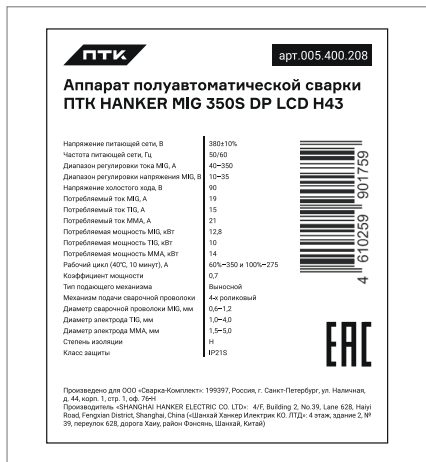 ПТК
арт.005.400.208
Аппарат полуавтоматической сварки
ПТК HANKER MIG 350S DP LCD H43
Напряжение питающей сети, В 380±10%
Частота питающей сети, Гц 50/60
Диапазон регулировки тока MIG, А 40–350
Диапазон регулировки напряжения MIG, В 10–35
Напряжение холостого хода, В 90
Потребляемый ток MIG, А 19
Потребляемый ток TIG, А 15
Потребляемый ток MMA, А 21
Потребляемая мощность MIG, кВт 12,8
Потребляемая мощность TIG, кВт 10
Потребляемая мощность MMA, кВт 14
Рабочий цикл (40°C, 10 минут), А 60%–350 и 100%–275
Коэффициент мощности 0,7
Тип подающего механизма Выносной
Механизм подачи сварочной проволоки 4-х роликовый
Диаметр сварочной проволоки MIG, мм 0,6–1,2
Диаметр электрода TIG, мм 1,0–4,0
Диаметр электрода MMA, мм 1,5–5,0
Степень изоляции H
Класс защиты IP21S
4 610259 901759
EAC
Произведено для ООО «Сварка-Комплект»: 199397, Россия, г. Санкт-Петербург, ул. Наличная,
д. 44, корп. 1, стр. 1, оф. 76-Н
Производитель «SHANGHAI HANKER ELECTRIC CO. LTD»: 4/F, Building 2, No.39, Lane 628, Haiyi
Road, Fengxian District, Shanghai, China («Шанхай Ханкер Илектрик КО. ЛТД»: 4 этаж, здание 2, №
39, переулок 628, дорога Хаиу, район Фэнсянь, Шанхай, Китай)